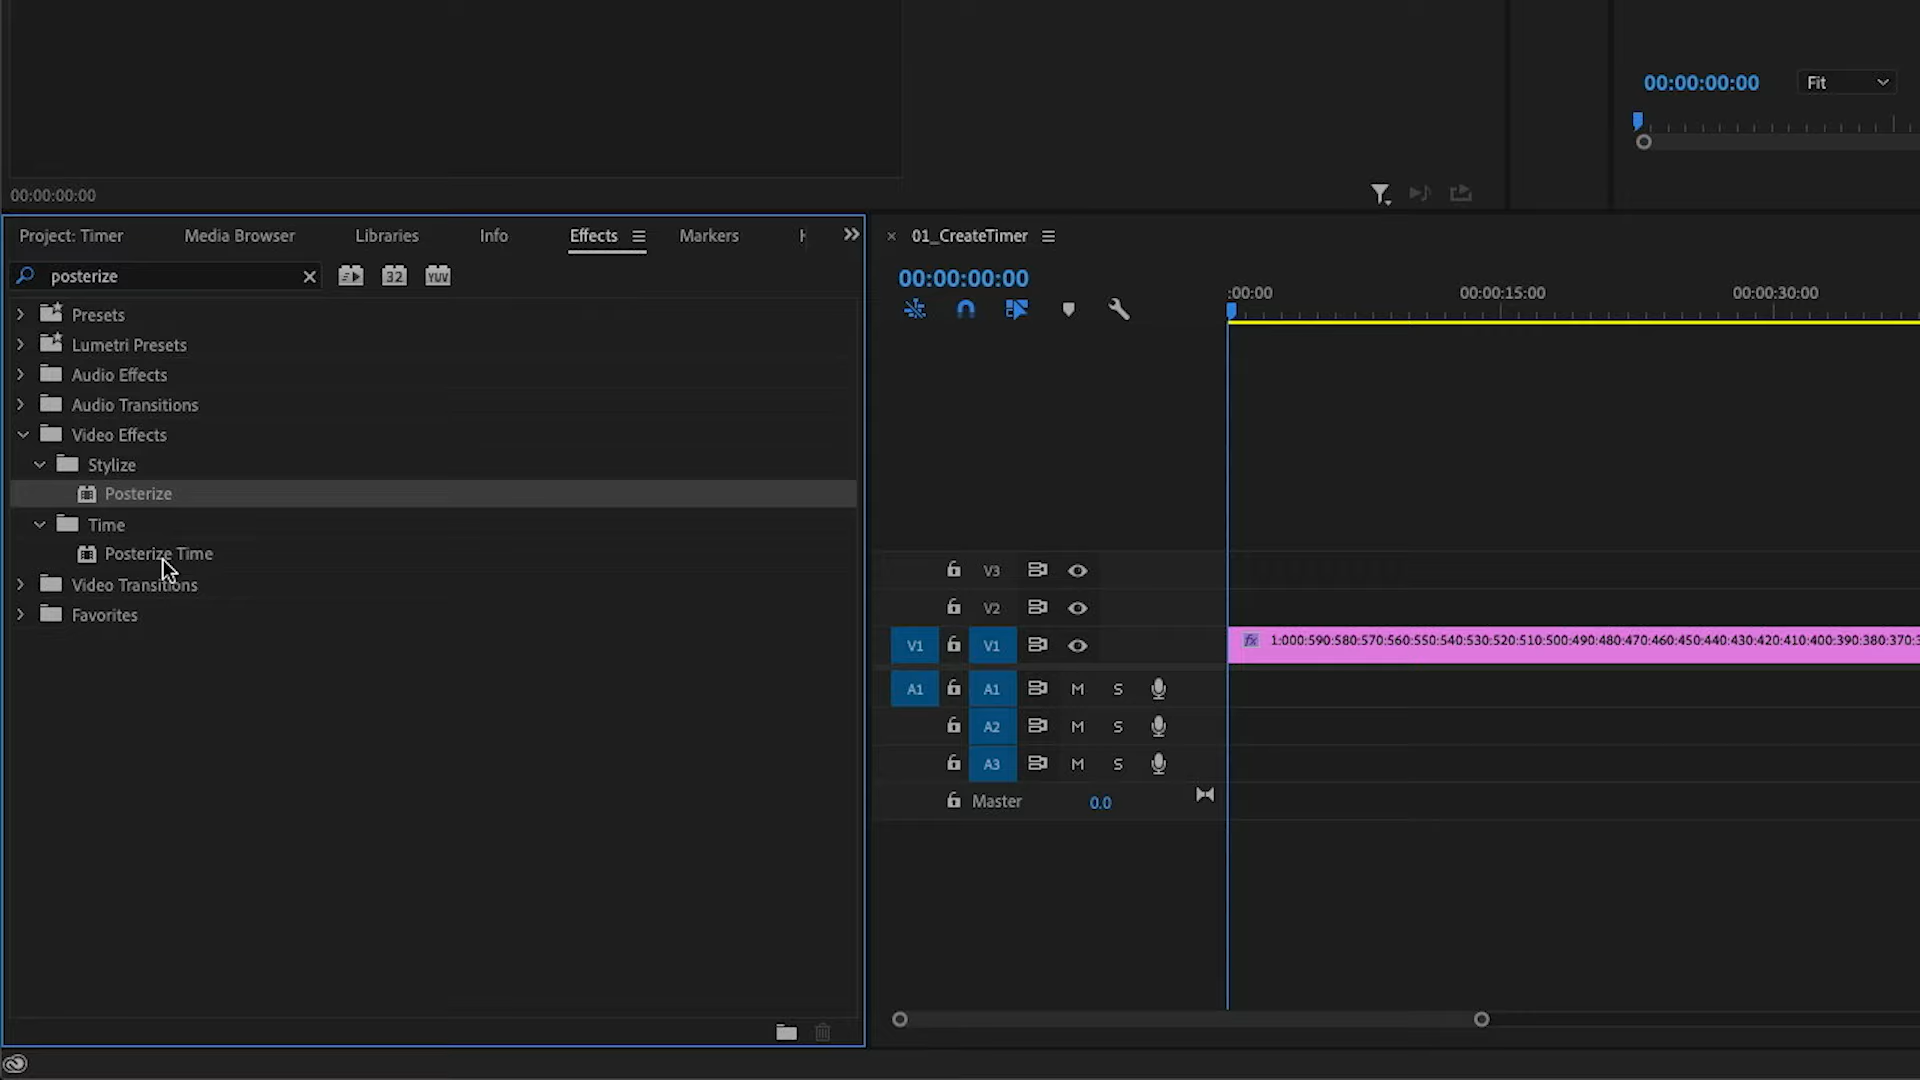 00:00:00:00
Fit
00:00:00:00
Project: Timer
Media Browser
Libraries
Info
Effects
Markers
01_CreateTimer
posterize
32
YUV
00:00:00:00
:00:00
00:00:15:00
00:00:30:00
Presets
Lumetri Presets
Audio Effects
Audio Transitions
Video Effects
Stylize
Posterize
Time
Posterize Time
Video Transitions
Favorites
V3
V2
V1 V1
fx 1:000:590:580:570:560:550:540:530:520:510:500:490:480:470:460:450:440:430:420:410:400:390:380:370:3
A1 A1 M S
A2 M S
A3 M S
Master 0.0